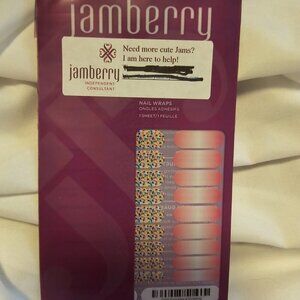 jamberry
Need more cute Jams?
I am here to help!
jamberry
INDEPENDENT
CONSULTANT
NAIL WRAPS
ONGLES ADHÉSIFS
1 SHEET / 1 FEUILLE